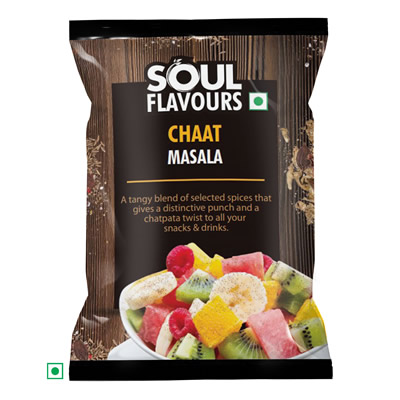 SOUL
FLAVOURS
CHAAT
MASALA
A tangy blend of selected spices that
gives a distinctive punch and a
chatpata twist to all your
snacks & drinks.